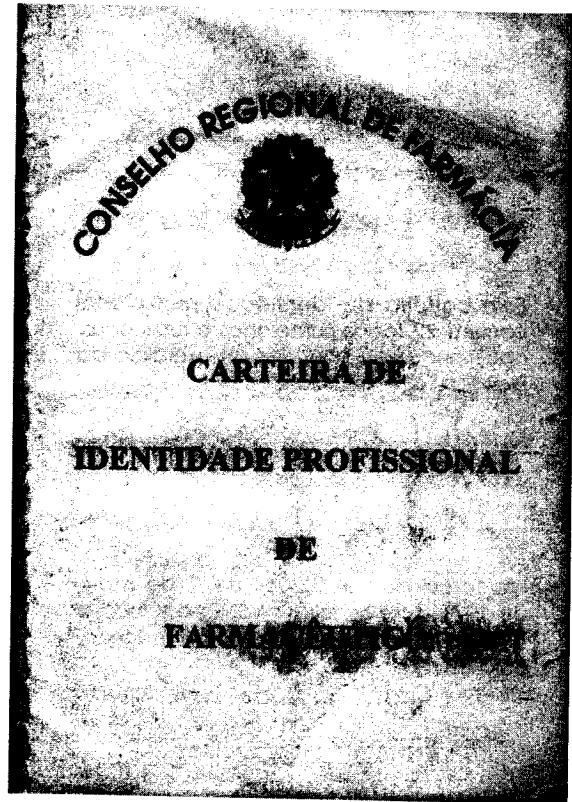 CONSELHO REGIONAL DE FARMÁCIA
CARTEIRA DE
IDENTIDADE PROFISSIONAL
DE